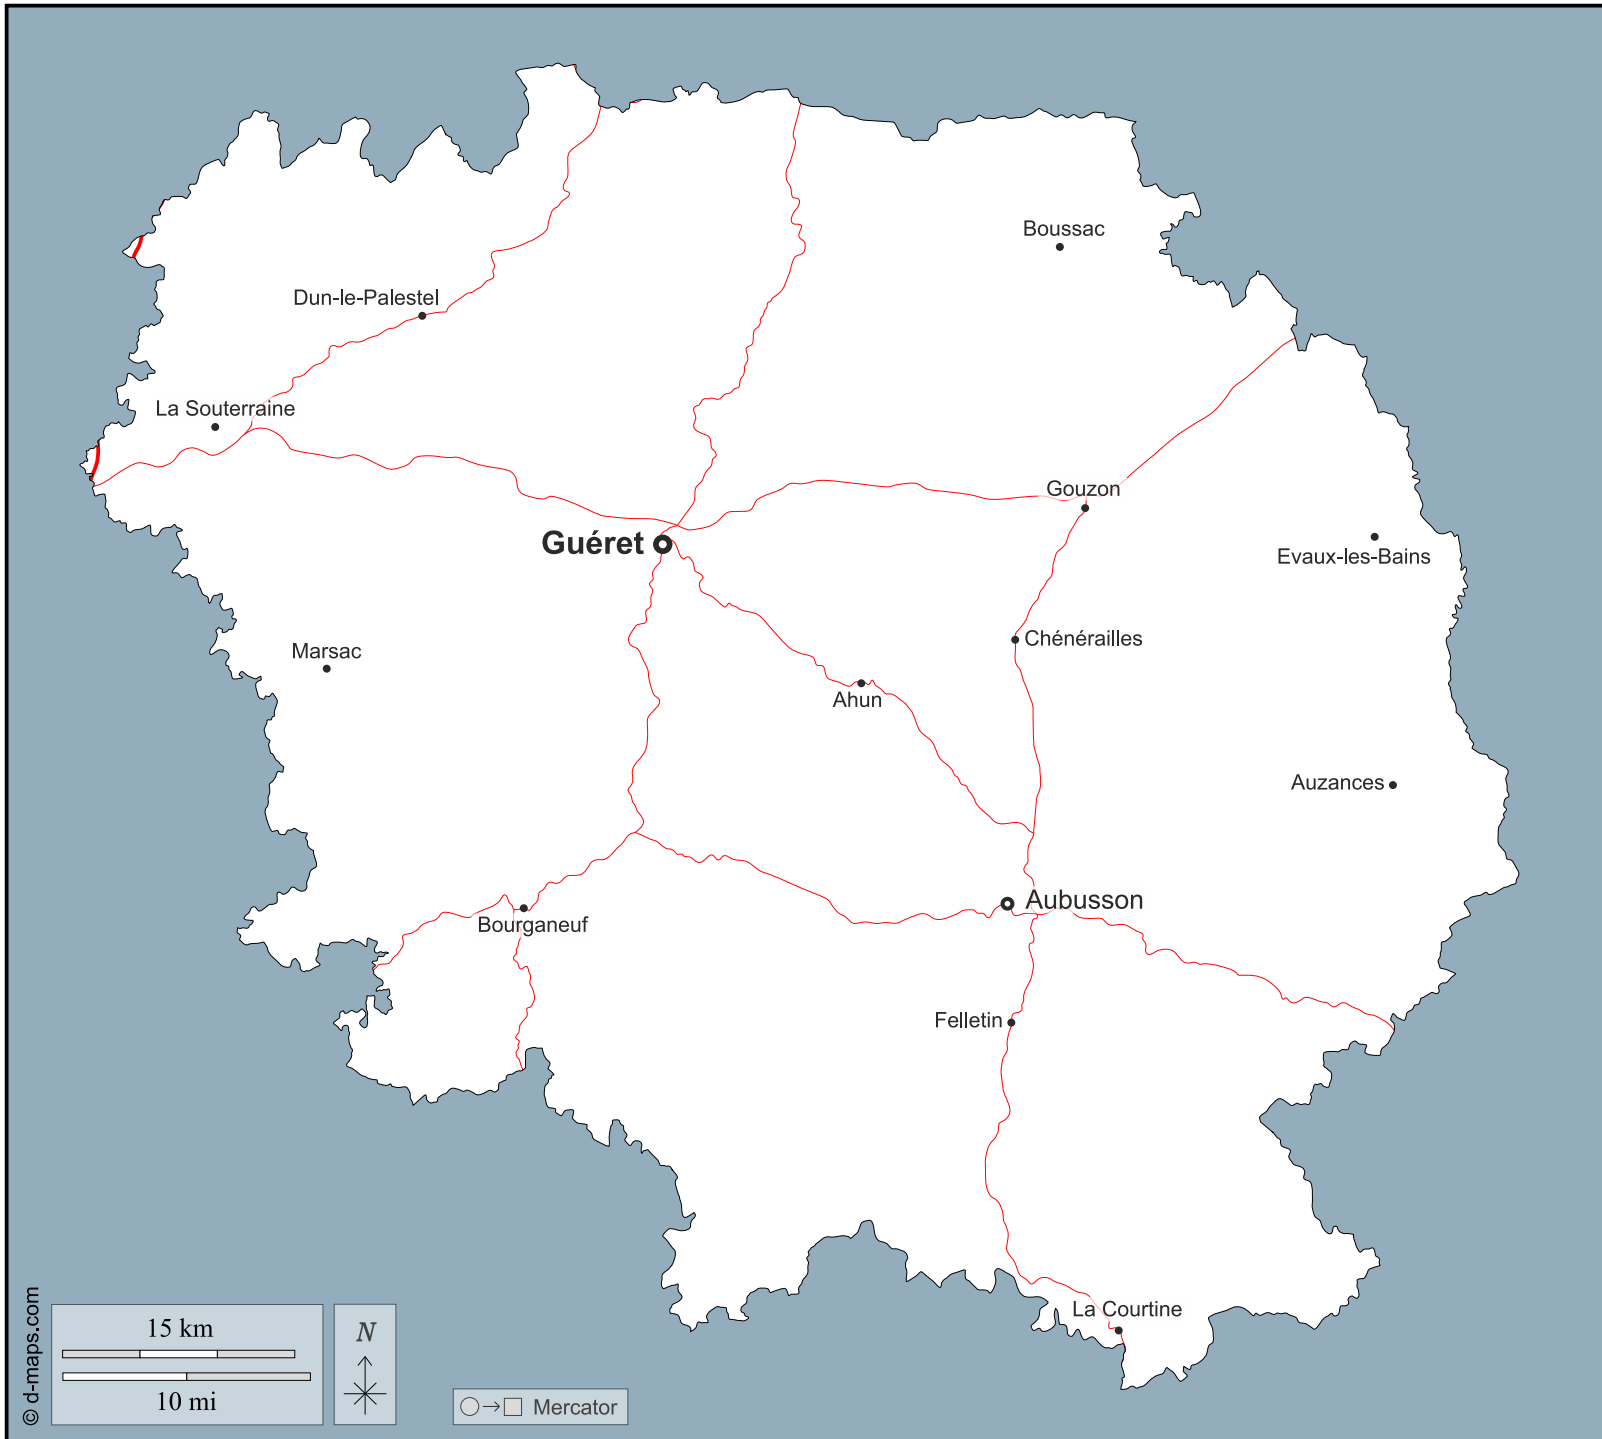 Boussac
Dun-le-Palestel
La Souterraine
Gouzon
Guéret
Evaux-les-Bains
Chénérailles
Marsac
Ahun
Auzances
Aubusson
Bourganeuf
Felletin
La Courtine
© d-maps.com
15 km
10 mi
N
Mercator